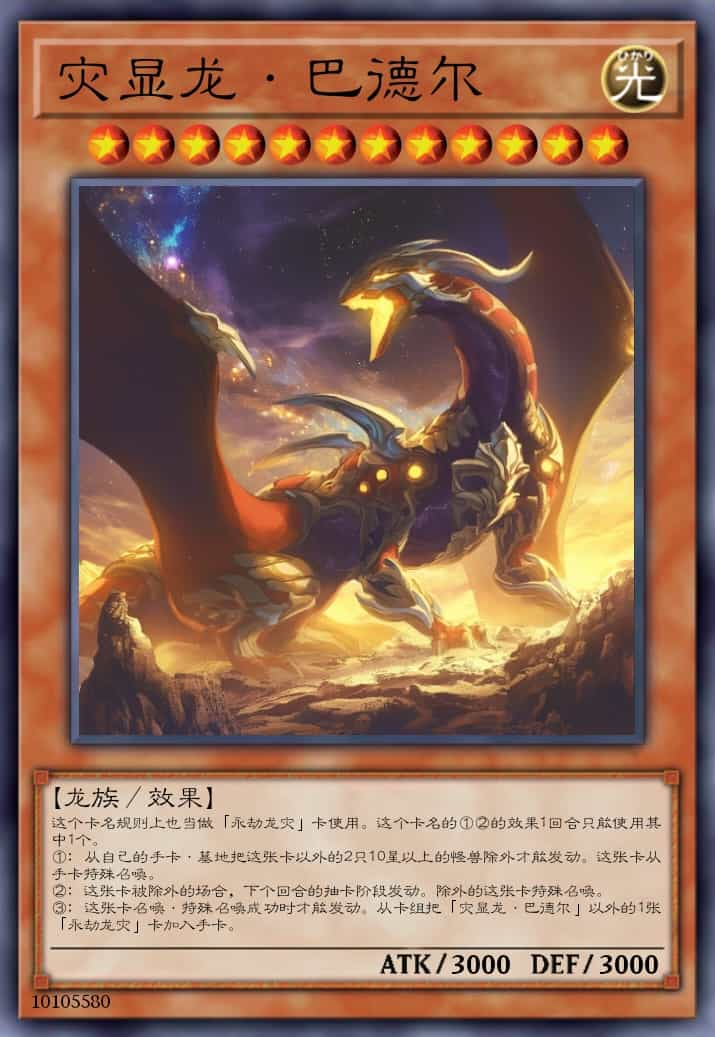 灾显龙·巴德尔
ひかり
光
【龙族／效果】
这个卡名规则上也当做「永劫龙灾」卡使用。这个卡名的①②的效果1回合只能使用其
中1个。
①：从自己的手卡·墓地把这张卡以外的2只10星以上的怪兽除外才能发动。这张卡从
手卡特殊召唤。
②：这张卡被除外的场合，下个回合的抽卡阶段发动。除外的这张卡特殊召唤。
③：这张卡召唤·特殊召唤成功时才能发动。从卡组把「灾显龙·巴德尔」以外的1张
「永劫龙灾」卡加入手卡。
ATK/3000 DEF/3000
10105580